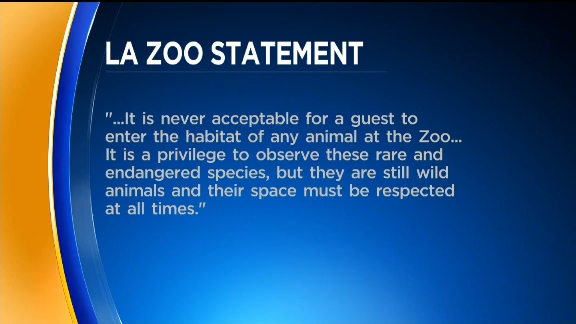 LA ZOO STATEMENT
"...It is never acceptable for a guest to
enter the habitat of any animal at the Zoo...
It is a privilege to observe these rare and
endangered species, but they are still wild
animals and their space must be respected
at all times."